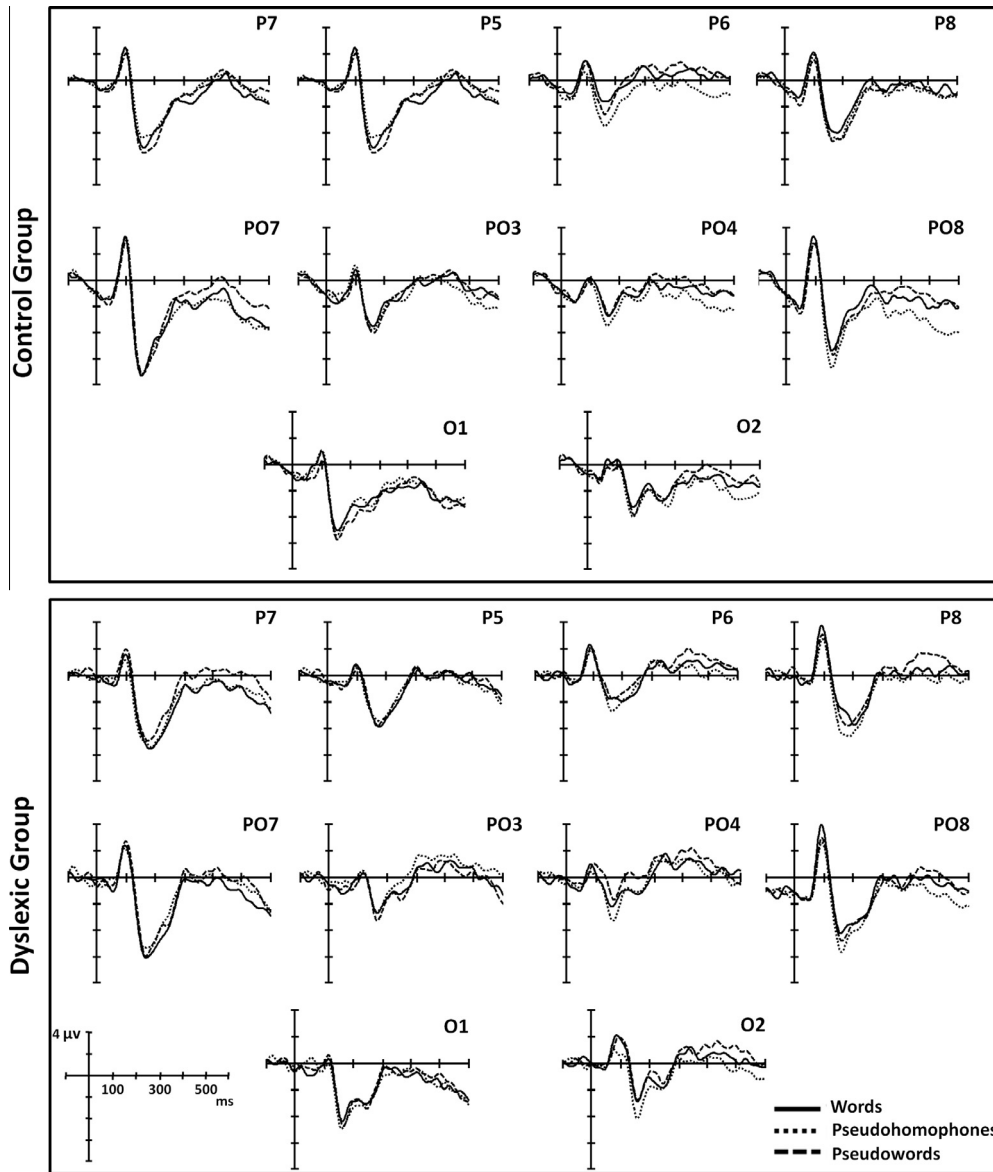 Control Group
P7 P5 P6 P8
PO7 PO3 PO4 PO8
O1 O2
Dyslexic Group
P7 P5 P6 P8
PO7 PO3 PO4 PO8
O1 O2
4 μv
100 300 500
ms
Words
Pseudohomophones
Pseudowords